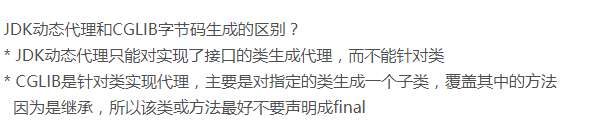 JDK动态代理和CGLIB字节码生成的区别？
* JDK动态代理只能对实现了接口的类生成代理，而不能针对类
* CGLIB是针对类实现代理，主要是对指定的类生成一个子类，覆盖其中的方法
因为是继承，所以该类或方法最好不要声明成final